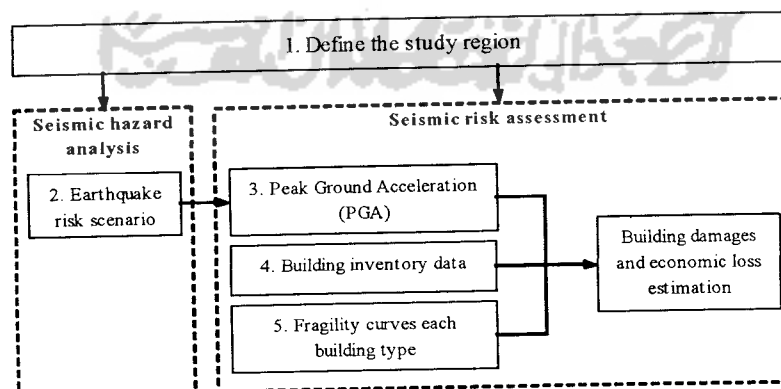 1. Define the study region
Seismic hazard
analysis
Seismic risk assessment
2. Earthquake
risk scenario
3. Peak Ground Acceleration
(PGA)
4. Building inventory data
5. Fragility curves each
building type
Building damages
and economic loss
estimation